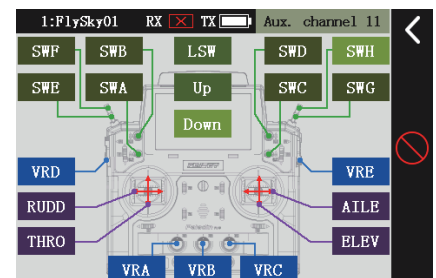 1:FlySky01 RX TX Aux. channel 11
SWF SWB LSW SWD SWH
SWE SWA Up SWC SWG
Down
VRD VRE
RUDD AILE
THRO ELEV
VRA VRB VRC